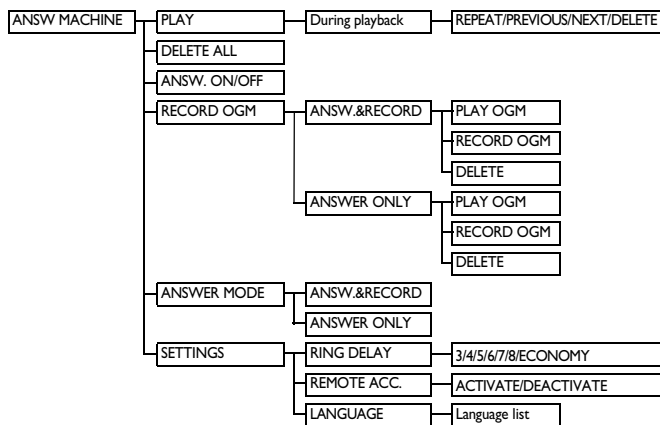 ANSW MACHINE PLAY During playback REPEAT/PREVIOUS/NEXT/DELETE
DELETE ALL
ANSW. ON/OFF
RECORD OGM ANSW.&RECORD PLAY OGM
RECORD OGM
DELETE
ANSWER ONLY PLAY OGM
RECORD OGM
DELETE
ANSWER MODE ANSW.&RECORD
ANSWER ONLY
SETTINGS RING DELAY 3/4/5/6/7/8/ECONOMY
REMOTE ACC. ACTIVATE/DEACTIVATE
LANGUAGE Language list